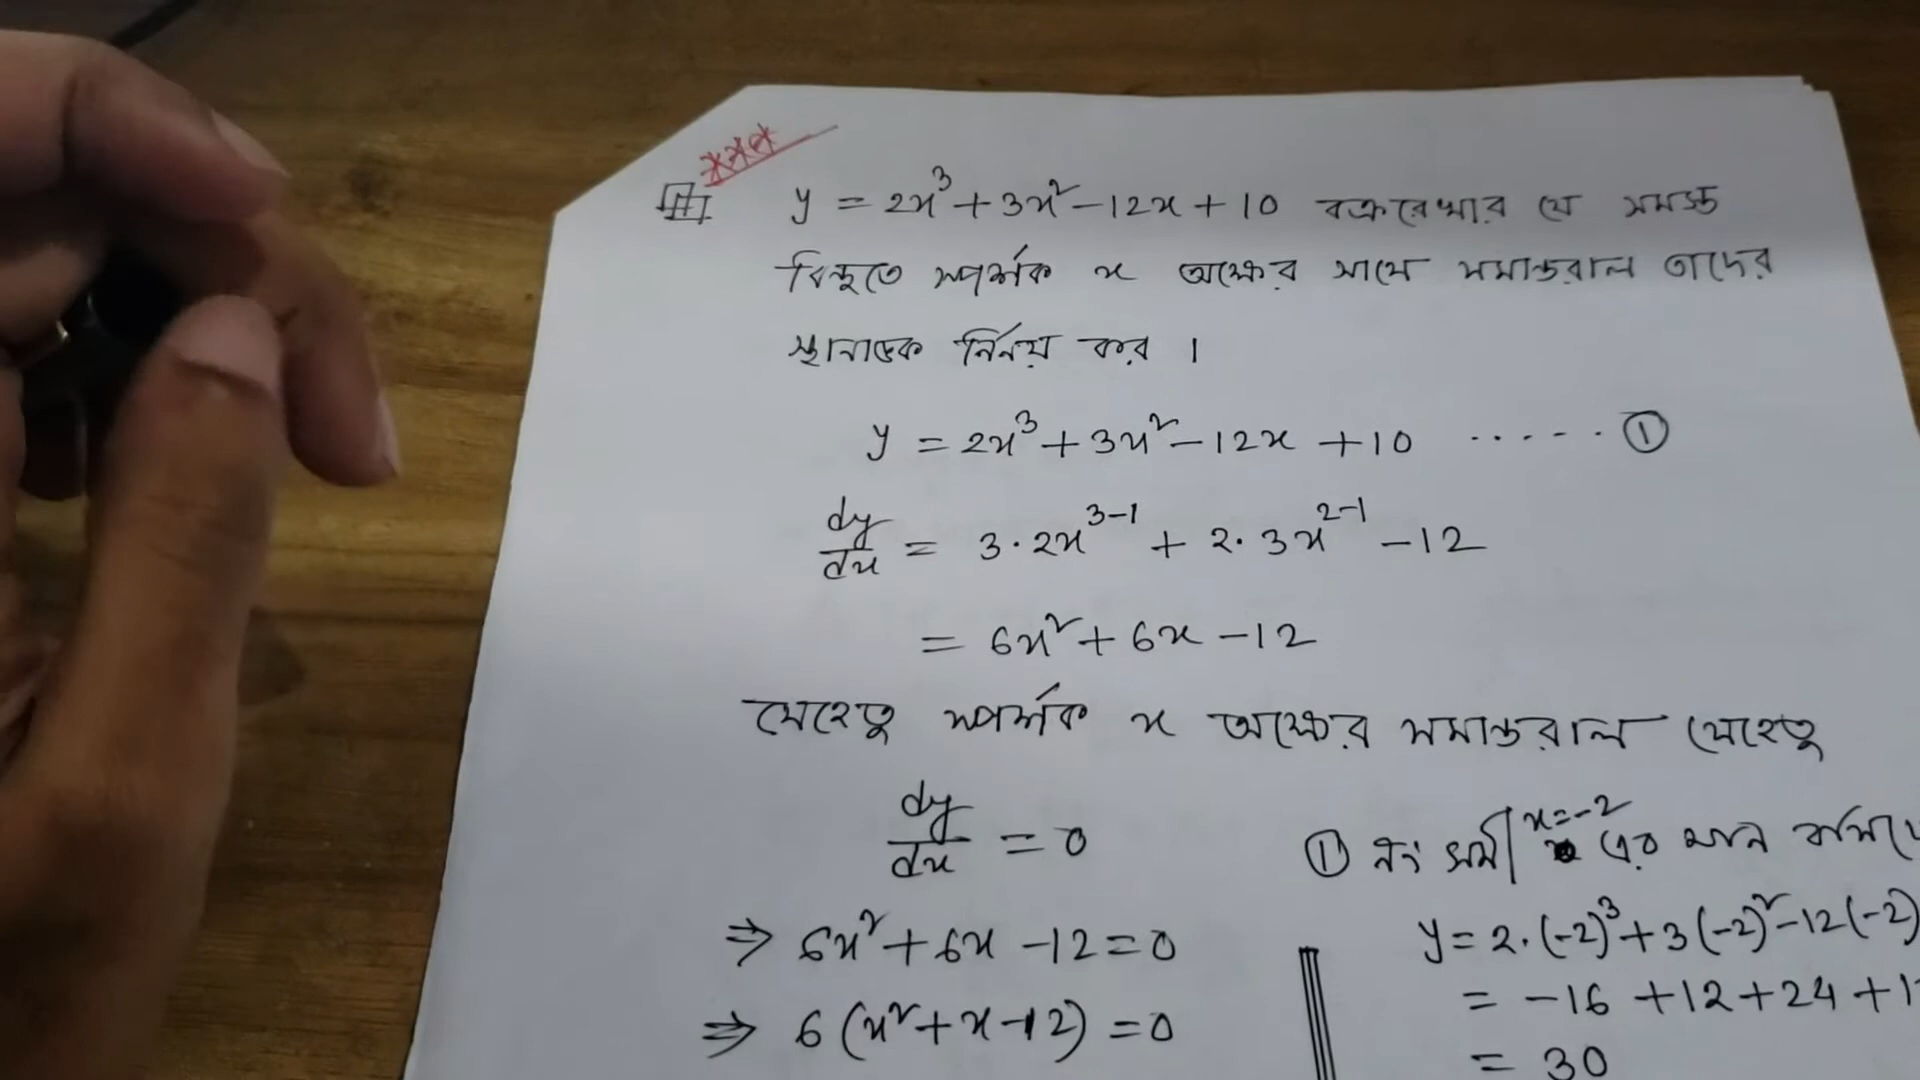 ***
y = 2x³ + 3x² - 12x + 10 বক্ররেখার যে সমস্ত
বিন্দুতে স্পর্শক x অক্ষের সাথে সমান্তরাল তাদের
স্থানাঙ্ক নির্নয় কর ।
y = 2x³ + 3x² - 12x + 10 ...... ①
dy/dx = 3·2x³⁻¹ + 2·3x²⁻¹ - 12
= 6x² + 6x - 12
যেহেতু স্পর্শক x অক্ষের সমান্তরাল যেহেতু
dy/dx = 0
⇒ 6x² + 6x - 12 = 0
⇒ 6(x² + x - 12) = 0
① নং সমী x=-2 এর মান
y = 2·(-2)³ + 3(-2)² - 12(-2)
= -16 + 12 + 24 + 1
= 30